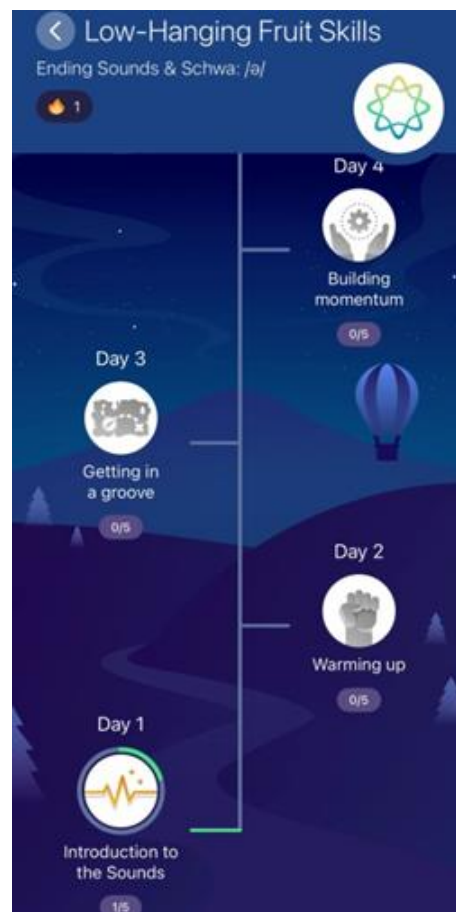 Low-Hanging Fruit Skills
Ending Sounds & Schwa: /ə/
1
Day 4
Building
momentum
0/5
Day 3
Getting in
a groove
0/5
Day 2
Warming up
0/5
Day 1
Introduction to
the Sounds
1/5